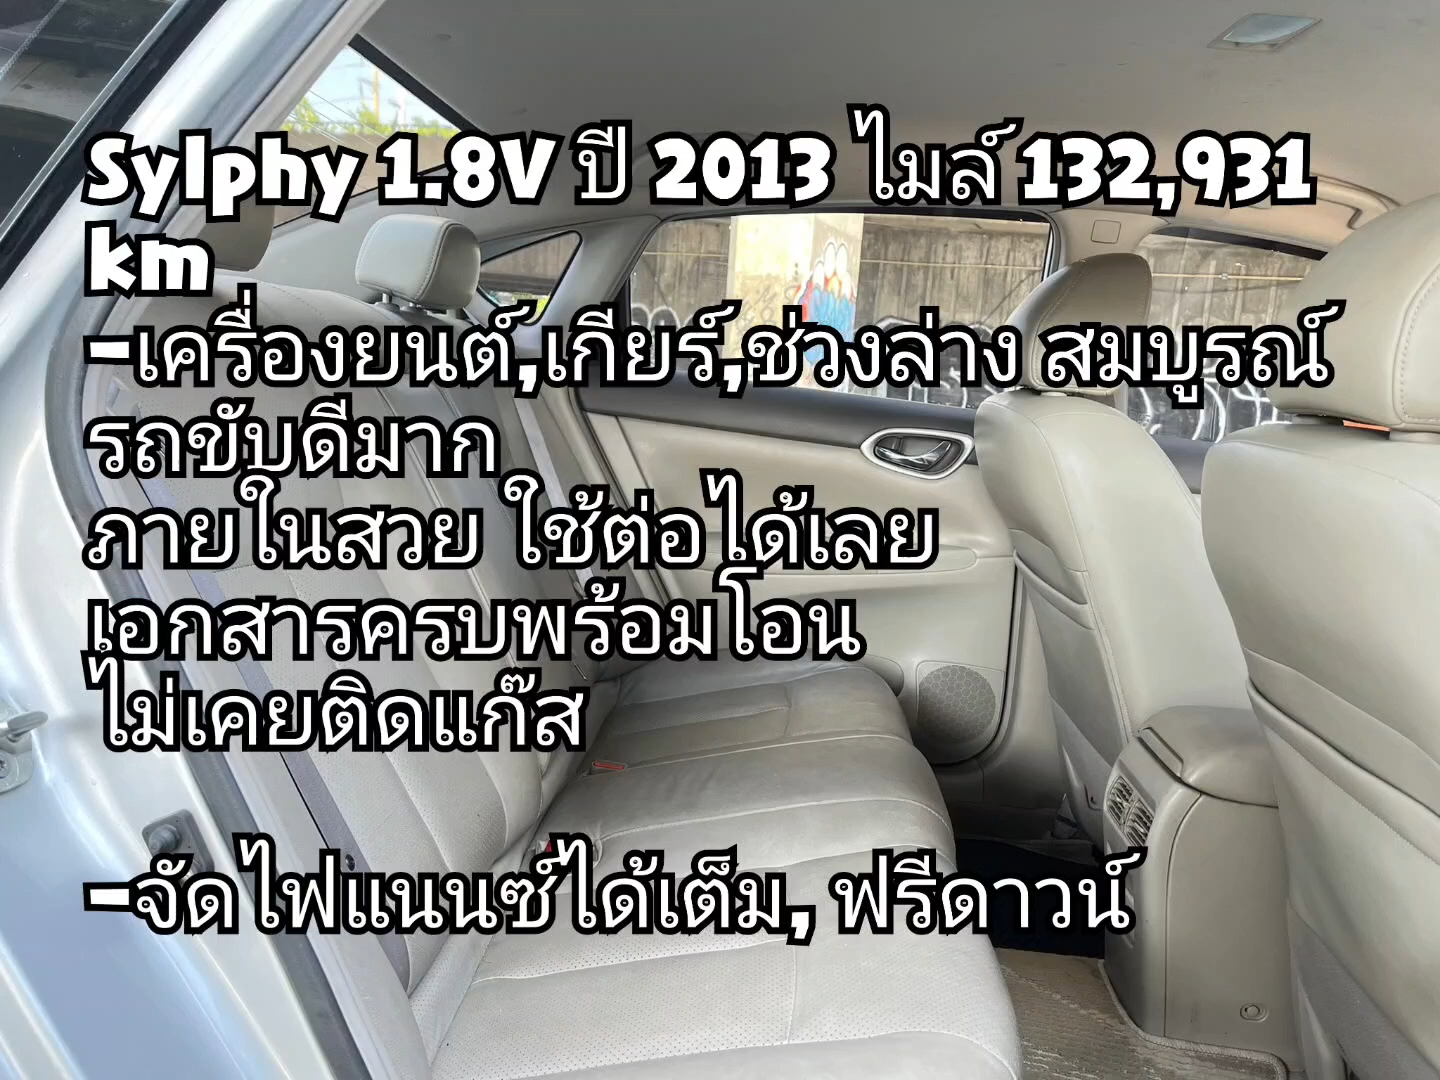 Sylphy 1.8V ปี 2013 ไมล์ 132,931
km
-เครื่องยนต์,เกียร์,ช่วงล่าง สมบูรณ์
รถขับดีมาก
ภายในสวย ใช้ต่อได้เลย
เอกสารครบพร้อมโอน
ไม่เคยติดแก๊ส
-จัดไฟแนนซ์ได้เต็ม, ฟรีดาวน์